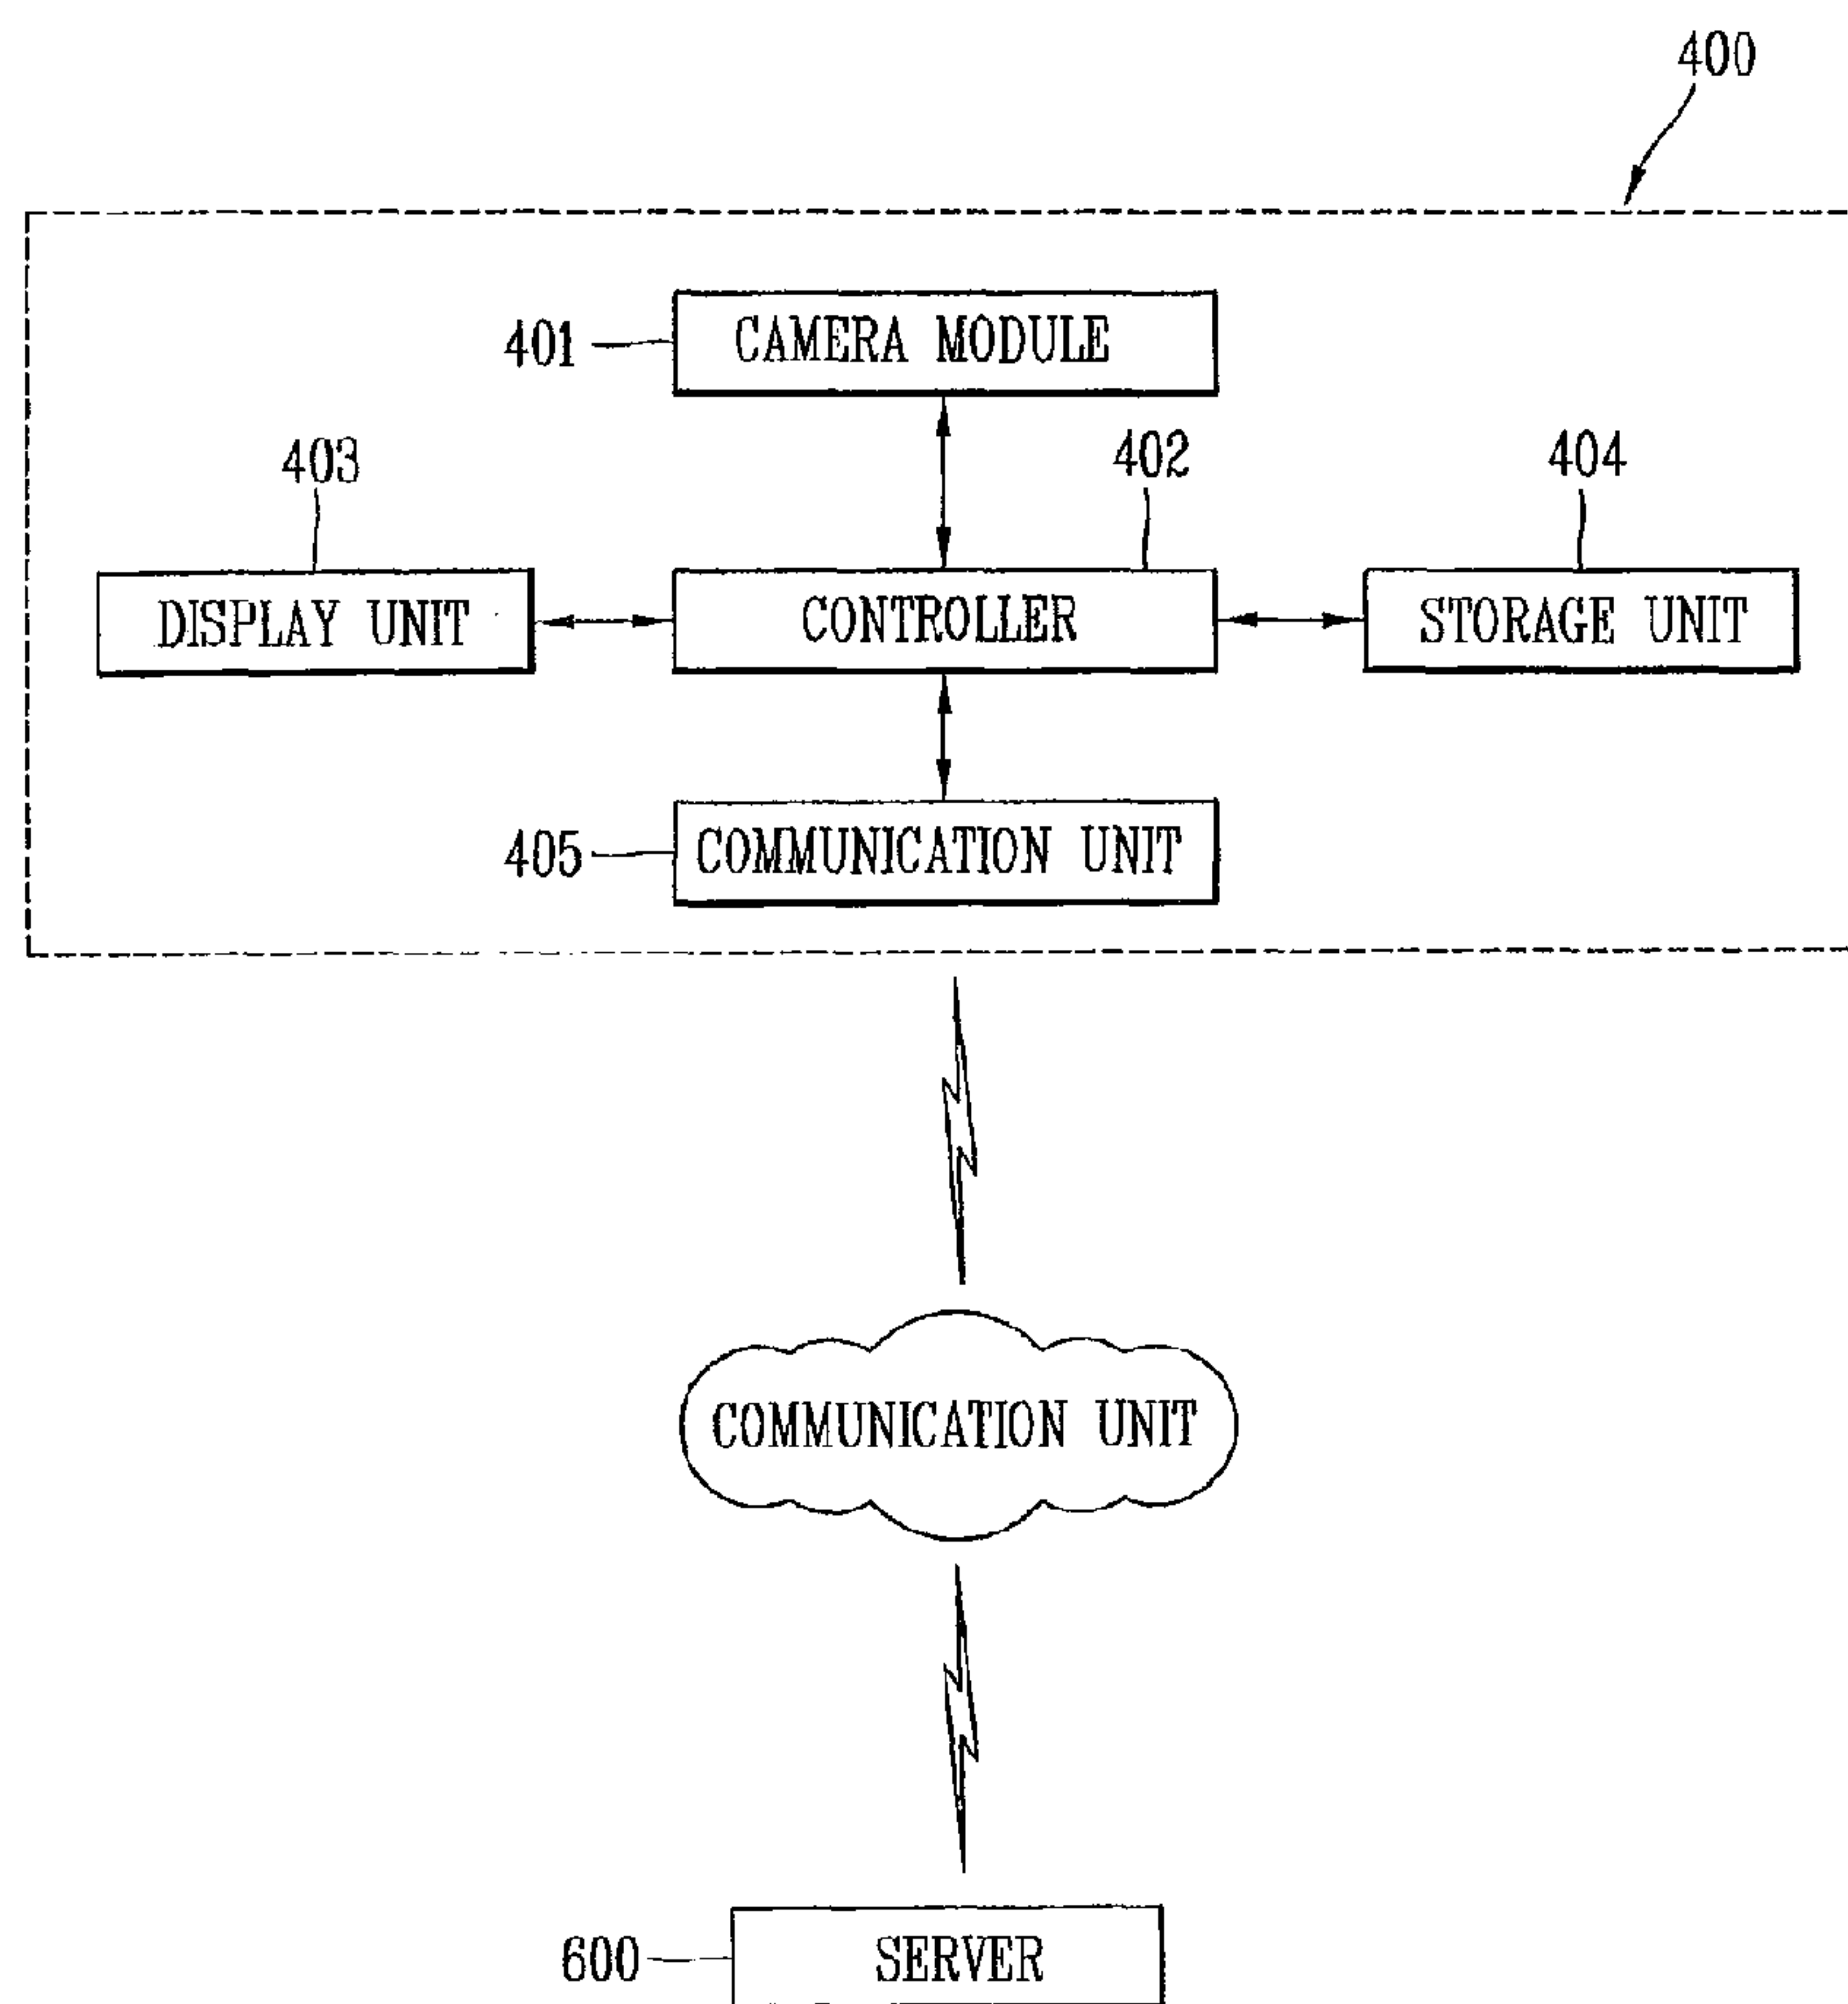 400
401
CAMERA MODULE
403
402
404
DISPLAY UNIT
CONTROLLER
STORAGE UNIT
405
COMMUNICATION UNIT
COMMUNICATION UNIT
600
SERVER